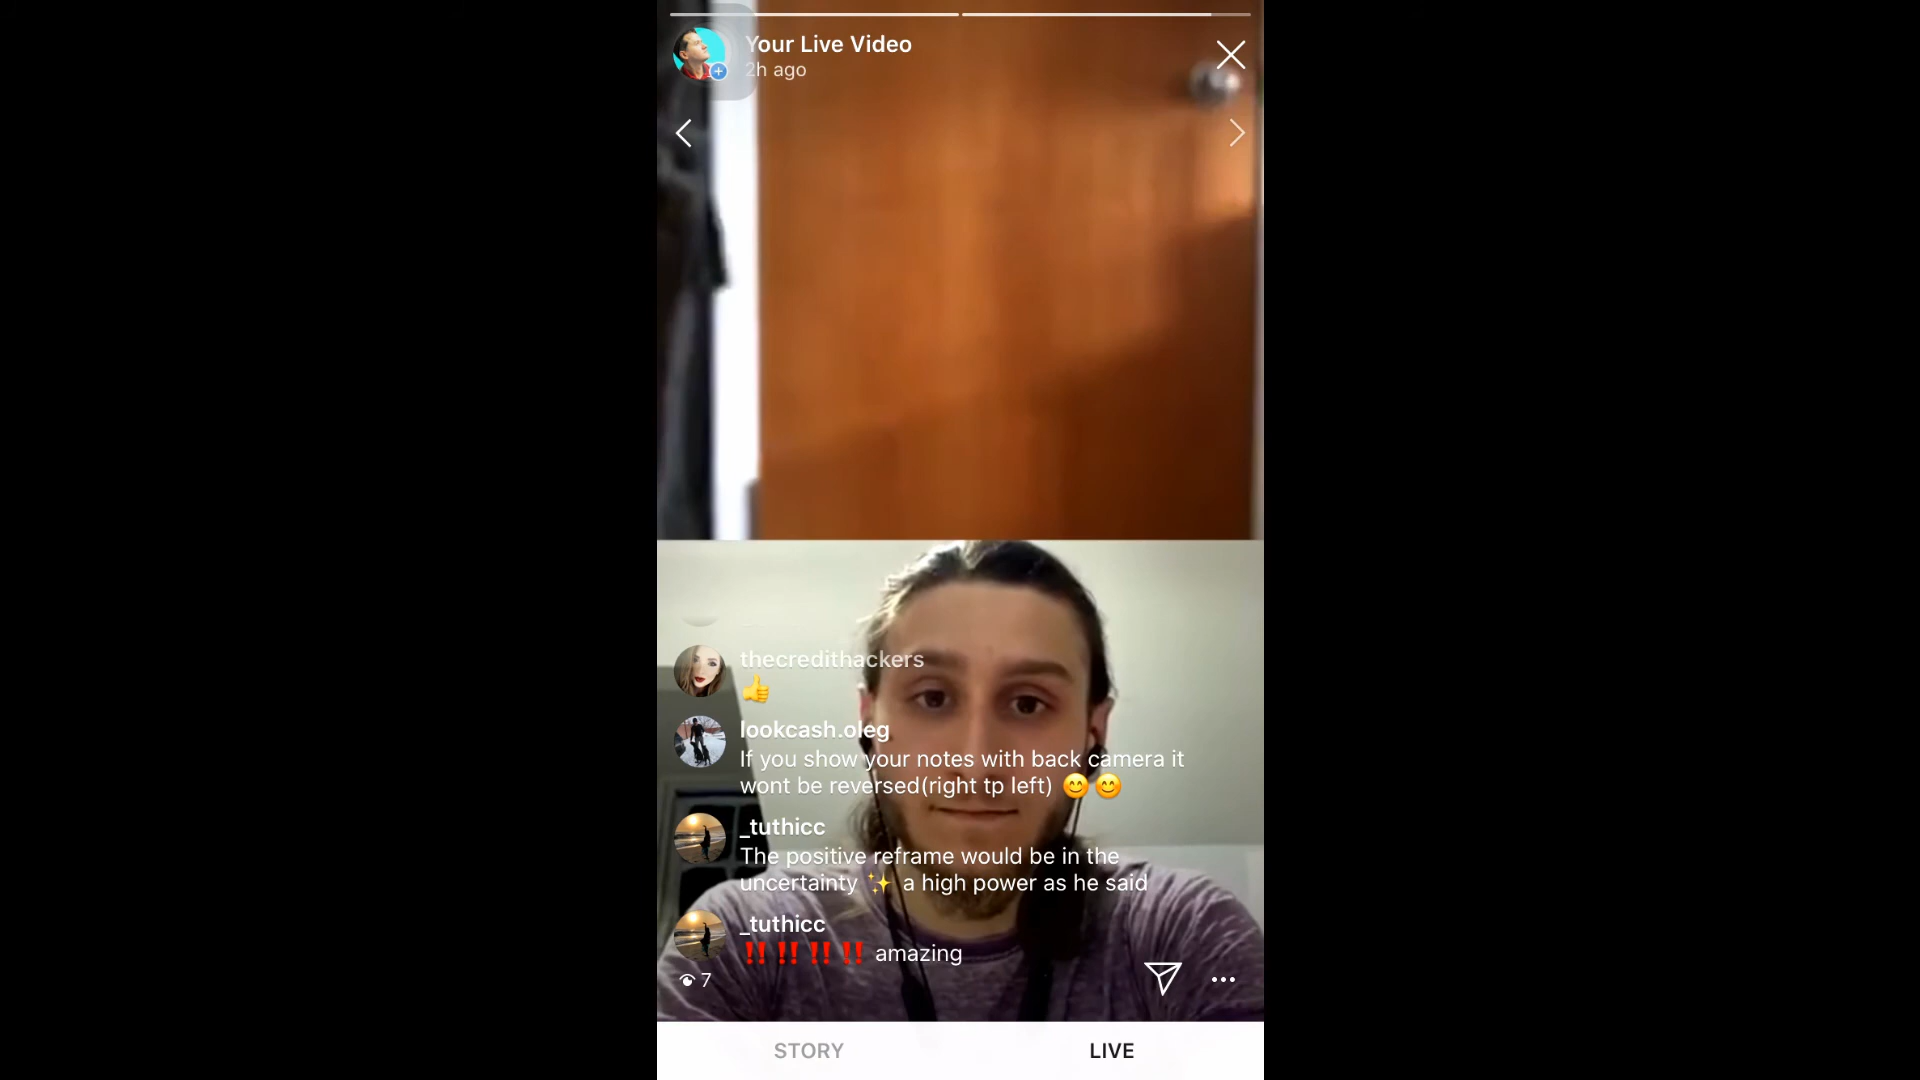 Your Live Video
2h ago
thecredithackers
👍
lookcash.oleg
If you show your notes with back camera it
wont be reversed(right tp left) 😊😊
_tuthicc
The positive reframe would be in the
uncertainty ✨ a high power as he said
_tuthicc
‼️‼️‼️‼️ amazing
7
STORY
LIVE